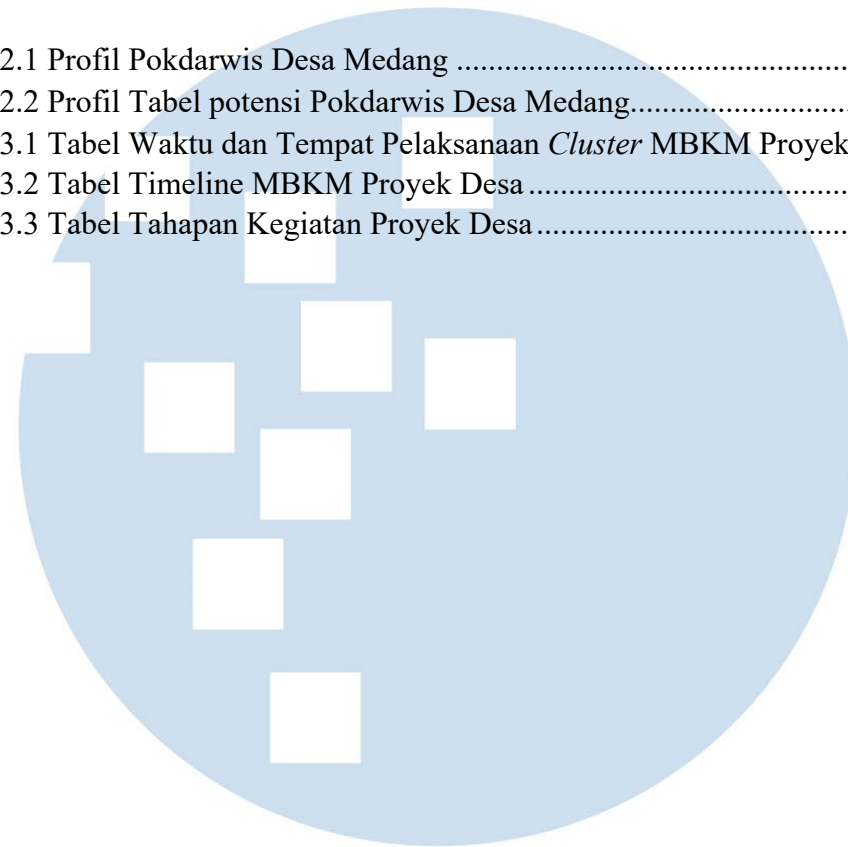 2.1 Profil Pokdarwis Desa Medang ................................................
2.2 Profil Tabel potensi Pokdarwis Desa Medang...........................
3.1 Tabel Waktu dan Tempat Pelaksanaan Cluster MBKM Proyek
3.2 Tabel Timeline MBKM Proyek Desa ........................................
3.3 Tabel Tahapan Kegiatan Proyek Desa .......................................